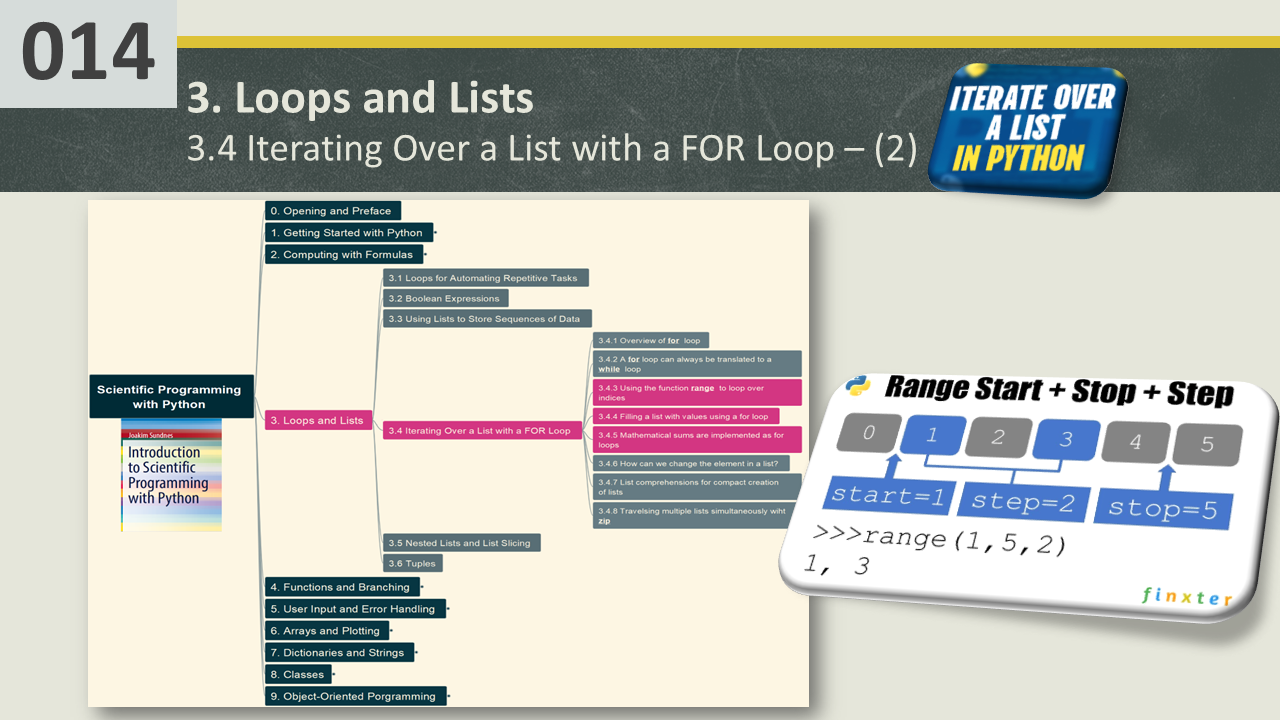 014
3. Loops and Lists
3.4 Iterating Over a List with a FOR Loop – (2)
ITERATE OVER
A LIST
IN PYTHON
0. Opening and Preface
1. Getting Started with Python
2. Computing with Formulas
3.1 Loops for Automating Repetitive Tasks
3.2 Boolean Expressions
3.3 Using Lists to Store Sequences of Data
3.4.1 Overview of for loop
3.4.2 A for loop can always be translated to a
while loop
3.4.3 Using the function range to loop over
indices
3.4.4 Filling a list with values using a for loop
3.4.5 Mathematical sums are implemented as for
loops
3.4.6 How can we change the element in a list?
3.4.7 List comprehensions for compact creation
of lists
3.4.8 Travelsing multiple lists simultaneously wiht
zip
Scientific Programming
with Python
3. Loops and Lists
3.4 Iterating Over a List with a FOR Loop
Joakim Sundnes
Introduction
to Scientific
Programming
with Python
3.5 Nested Lists and List Slicing
3.6 Tuples
4. Functions and Branching
5. User Input and Error Handling
6. Arrays and Plotting
7. Dictionaries and Strings
8. Classes
9. Object-Oriented Porgramming
Range Start + Stop + Step
0 1 2 3 4 5
start=1 step=2 stop=5
>>>range(1,5,2)
1, 3
finxter